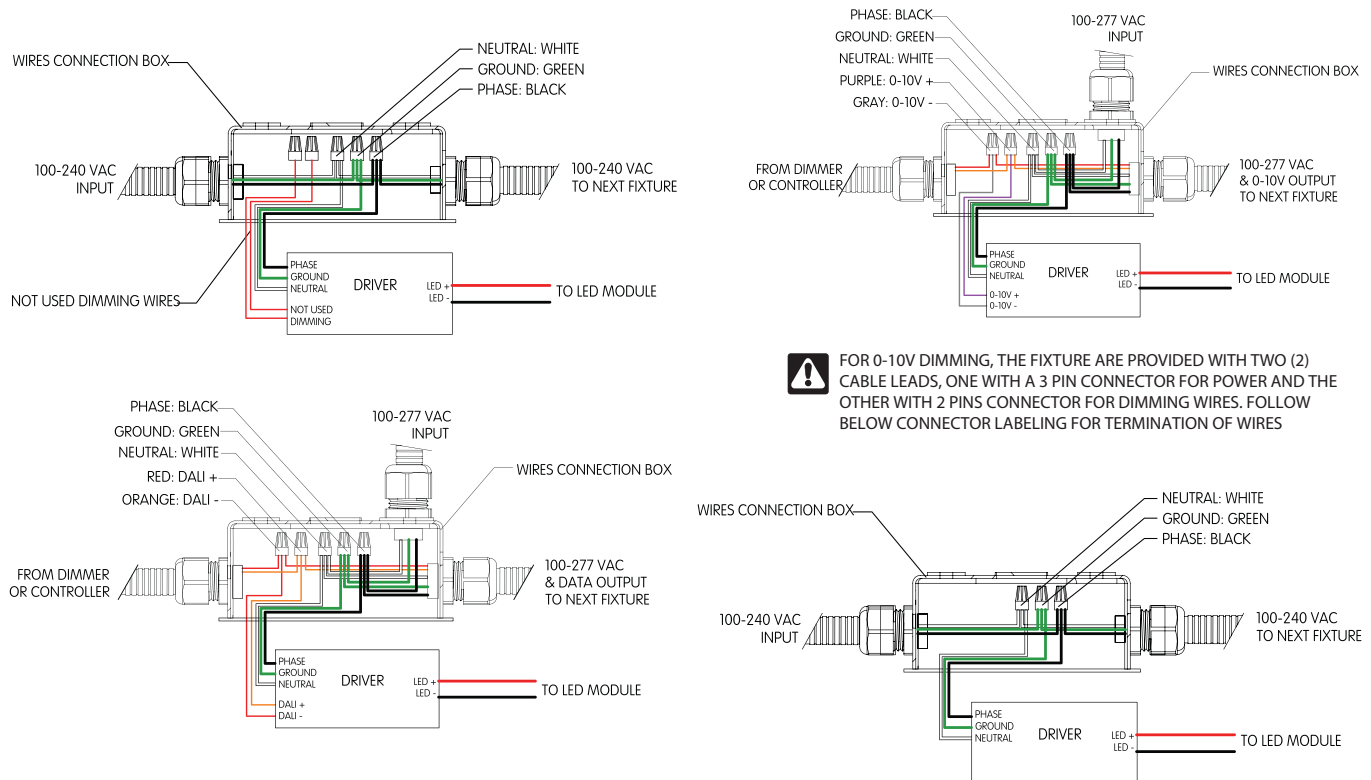 WIRES CONNECTION BOX
NEUTRAL: WHITE
GROUND: GREEN
PHASE: BLACK
100-240 VAC
INPUT
100-240 VAC
TO NEXT FIXTURE
PHASE
GROUND
NEUTRAL
DRIVER
LED +
LED -
TO LED MODULE
NOT USED
DIMMING
NOT USED DIMMING WIRES
PHASE: BLACK
GROUND: GREEN
NEUTRAL: WHITE
PURPLE: 0-10V +
GRAY: 0-10V -
100-277 VAC
INPUT
WIRES CONNECTION BOX
FROM DIMMER
OR CONTROLLER
100-277 VAC
& 0-10V OUTPUT
TO NEXT FIXTURE
PHASE
GROUND
NEUTRAL
DRIVER
LED +
LED -
TO LED MODULE
0-10V +
0-10V -
FOR 0-10V DIMMING, THE FIXTURE ARE PROVIDED WITH TWO (2)
CABLE LEADS, ONE WITH A 3 PIN CONNECTOR FOR POWER AND THE
OTHER WITH 2 PINS CONNECTOR FOR DIMMING WIRES. FOLLOW
BELOW CONNECTOR LABELING FOR TERMINATION OF WIRES
PHASE: BLACK
GROUND: GREEN
NEUTRAL: WHITE
RED: DALI +
ORANGE: DALI -
100-277 VAC
INPUT
WIRES CONNECTION BOX
FROM DIMMER
OR CONTROLLER
100-277 VAC
& DATA OUTPUT
TO NEXT FIXTURE
PHASE
GROUND
NEUTRAL
DRIVER
LED +
LED -
TO LED MODULE
DALI +
DALI -
WIRES CONNECTION BOX
NEUTRAL: WHITE
GROUND: GREEN
PHASE: BLACK
100-240 VAC
INPUT
100-240 VAC
TO NEXT FIXTURE
PHASE
GROUND
NEUTRAL
DRIVER
LED +
LED -
TO LED MODULE